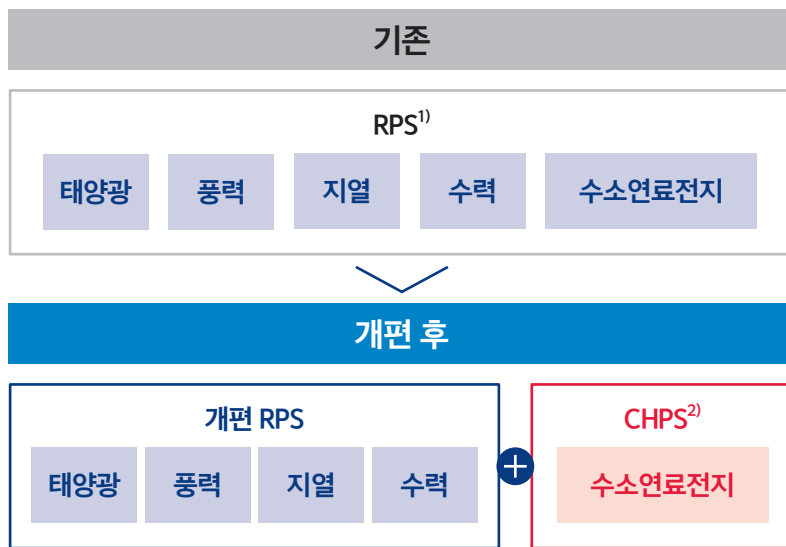 기존
RPS1)
태양광 풍력 지열 수력 수소연료전지
개편 후
개편 RPS
태양광 풍력 지열 수력
+
CHPS2)
수소연료전지